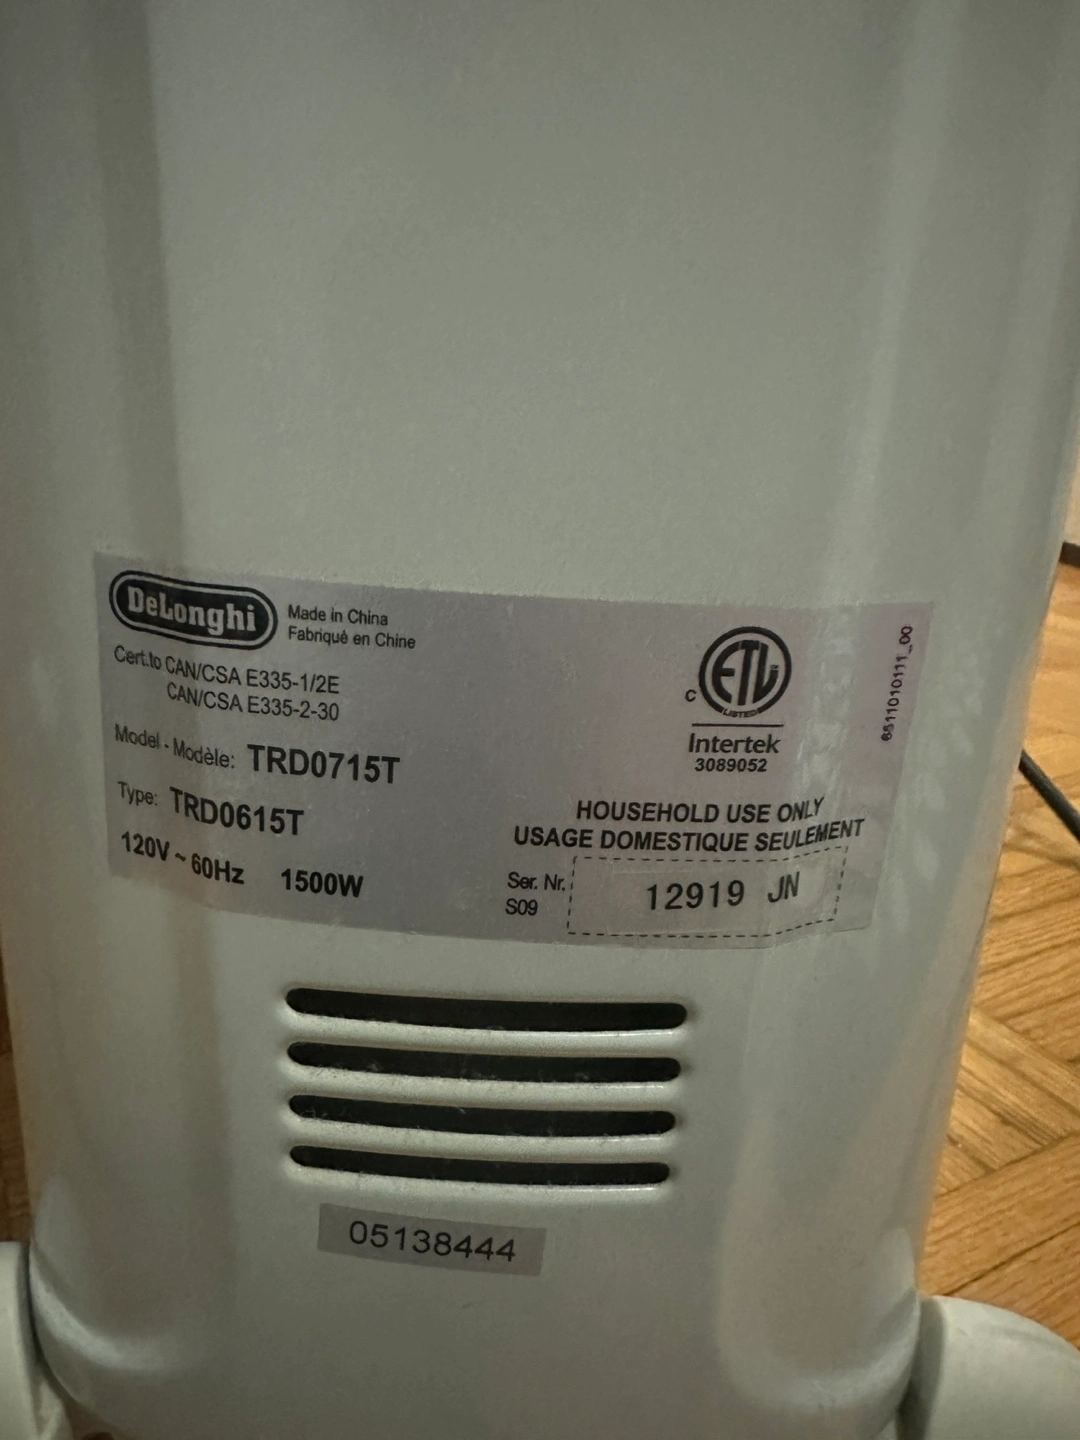 DeLonghi
Made in China
Fabriqué en Chine
Cert.to CAN/CSA E335-1/2E
CAN/CSA E335-2-30
Model - Modèle: TRD0715T
Type: TRD0615T
120V ~ 60Hz 1500W
ETL
LISTED
C
Intertek
3089052
HOUSEHOLD USE ONLY
USAGE DOMESTIQUE SEULEMENT
Ser. Nr. 12919 JN
S09
6511010111_00
05138444